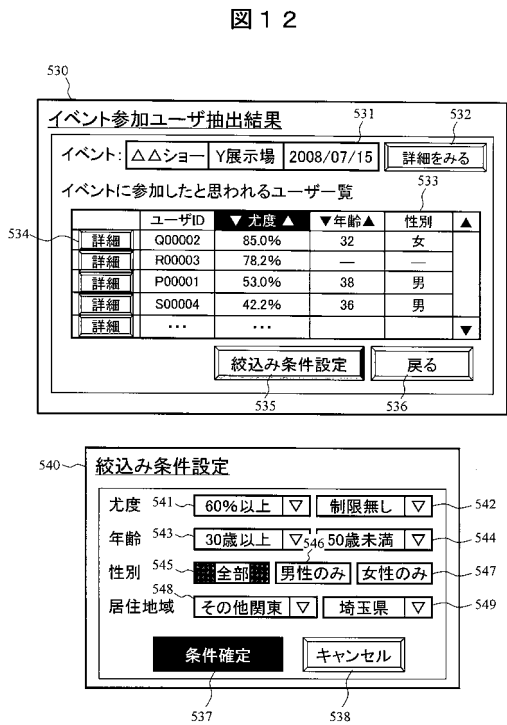 図１２
530
イベント参加ユーザ抽出結果
531
532
イベント: △△ショー Y展示場 2008/07/15 詳細をみる
イベントに参加したと思われるユーザ一覧
533
534
ユーザID ▼ 尤度 ▲ ▼年齢▲ 性別 ▲
詳細 Q00002 85.0% 32 女
詳細 R00003 78.2% — —
詳細 P00001 53.0% 38 男
詳細 S00004 42.2% 36 男
詳細 ... ... ▼
絞込み条件設定 戻る
535 536
540
絞込み条件設定
尤度 541 60%以上 ▽ 制限無し ▽ 542
年齢 543 30歳以上 ▽ 50歳未満 ▽ 544
546
性別 545 全部 男性のみ 女性のみ 547
548
居住地域 その他関東 ▽ 埼玉県 ▽ 549
条件確定 キャンセル
537 538